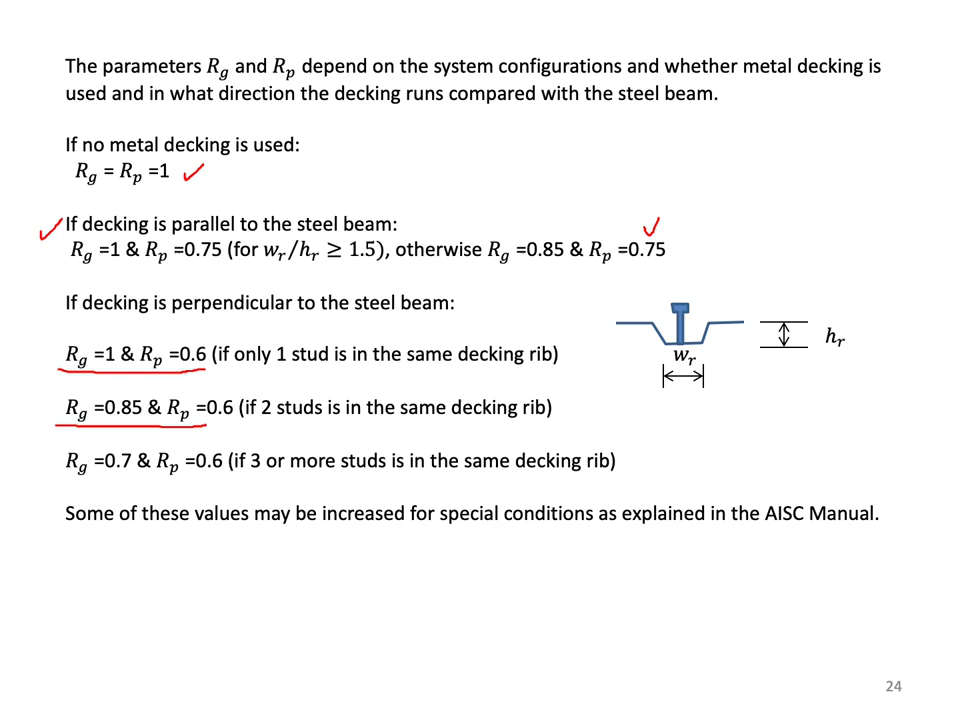 The parameters R_g and R_p depend on the system configurations and whether metal decking is
used and in what direction the decking runs compared with the steel beam.
If no metal decking is used:
R_g = R_p =1
If decking is parallel to the steel beam:
R_g =1 & R_p =0.75 (for w_r/h_r ≥ 1.5), otherwise R_g =0.85 & R_p =0.75
If decking is perpendicular to the steel beam:
R_g =1 & R_p =0.6 (if only 1 stud is in the same decking rib)
h_r
w_r
R_g =0.85 & R_p =0.6 (if 2 studs is in the same decking rib)
R_g =0.7 & R_p =0.6 (if 3 or more studs is in the same decking rib)
Some of these values may be increased for special conditions as explained in the AISC Manual.
24